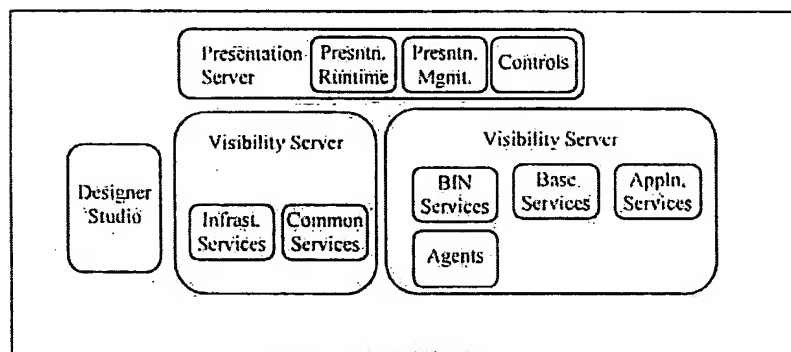 Presentation
Server
Presntn.
Runtime
Presntn.
Mgmt.
Controls
Designer
Studio
Visibility Server
Infrast.
Services
Common
Services
Visibility Server
BIN
Services
Base
Services
Appln.
Services
Agents